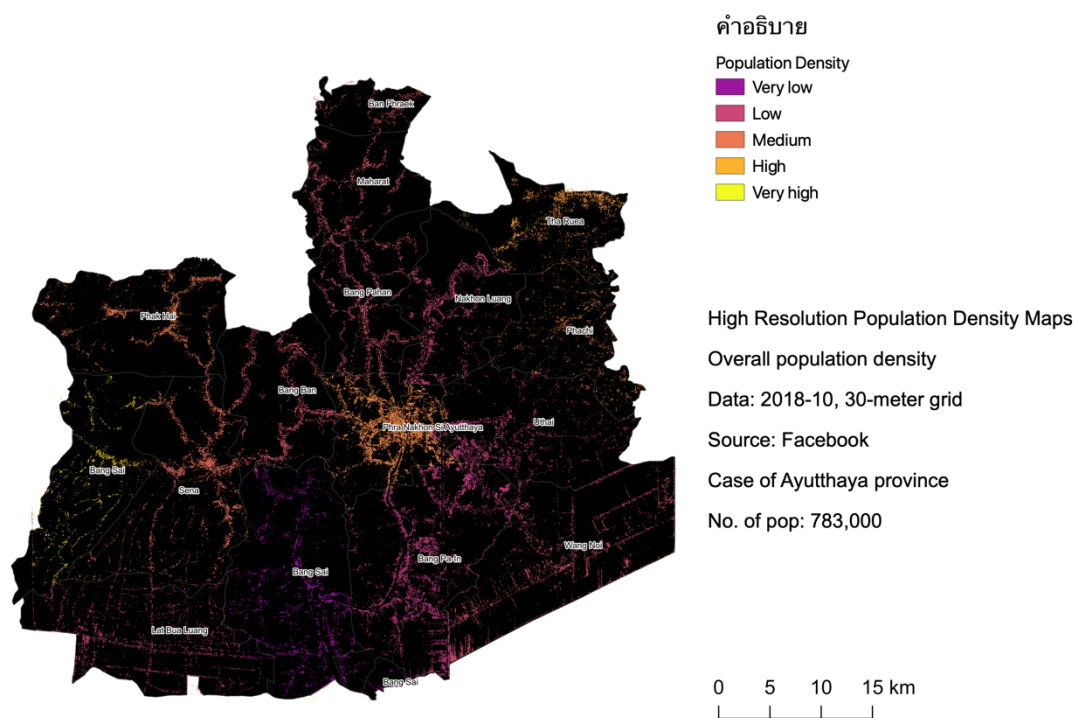 คำอธิบาย
Population Density
Very low
Low
Medium
High
Very high
Ban Phraek
Maharat
Tha Ruea
Bang Pahan
Nakhon Luang
Phak Hai
Phachi
Bang Ban
Phra Nakhon Si Ayutthaya
Uthai
Bang Sai
Sena
Bang Pa-In
Wang Noi
Bang Sai
Lat Bua Luang
Bang Sai
High Resolution Population Density Maps
Overall population density
Data: 2018-10, 30-meter grid
Source: Facebook
Case of Ayutthaya province
No. of pop: 783,000
0 5 10 15 km